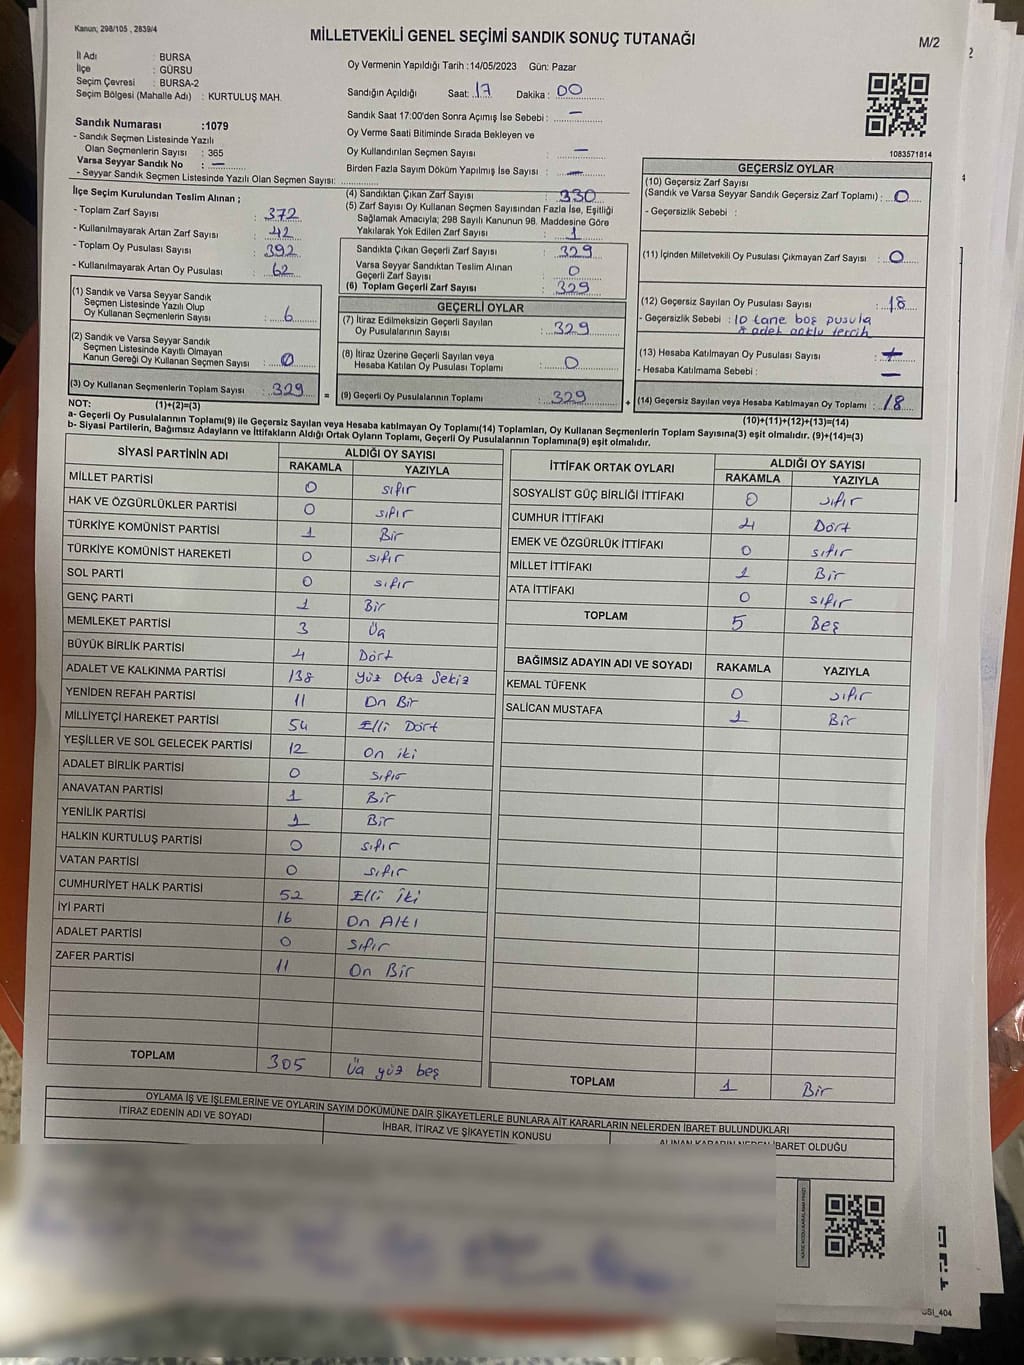 Kanun; 298/105 , 2839/4
MİLLETVEKİLİ GENEL SEÇİMİ SANDIK SONUÇ TUTANAĞI
M/2
İl Adı : BURSA
İlçe : GÜRSU
Seçim Çevresi : BURSA-2
Seçim Bölgesi (Mahalle Adı) : KURTULUŞ MAH.
Oy Vermenin Yapıldığı Tarih :14/05/2023 Gün: Pazar
Sandığın Açıldığı Saat: 17 Dakika : 00
Sandık Saat 17:00'den Sonra Açımış İse Sebebi : —
Oy Verme Saati Bitiminde Sırada Bekleyen ve
Oy Kullandırılan Seçmen Sayısı : —
Birden Fazla Sayım Döküm Yapılmış İse Sayısı : —
Sandık Numarası :1079
- Sandık Seçmen Listesinde Yazılı
Olan Seçmenlerin Sayısı : 365
Varsa Seyyar Sandık No : —
- Seyyar Sandık Seçmen Listesinde Yazılı Olan Seçmen Sayısı:
1083571814
İlçe Seçim Kurulundan Teslim Alınan ;
- Toplam Zarf Sayısı : 372
- Kullanılmayarak Artan Zarf Sayısı : 42
- Toplam Oy Pusulası Sayısı : 392
- Kullanılmayarak Artan Oy Pusulası : 62
(1) Sandık ve Varsa Seyyar Sandık
Seçmen Listesinde Yazılı Olup
Oy Kullanan Seçmenlerin Sayısı : 6
(2) Sandık ve Varsa Seyyar Sandık
Seçmen Listesinde Kayıtlı Olmayan
Kanun Gereği Oy Kullanan Seçmen Sayısı : 0
(3) Oy Kullanan Seçmenlerin Toplam Sayısı : 329
(4) Sandıktan Çıkan Zarf Sayısı : 330
(5) Zarf Sayısı Oy Kullanan Seçmen Sayısından Fazla İse, Eşitliği
Sağlamak Amacıyla; 298 Sayılı Kanunun 98. Maddesine Göre
Yakılarak Yok Edilen Zarf Sayısı : 1
Sandıkta Çıkan Geçerli Zarf Sayısı : 329
Varsa Seyyar Sandıktan Teslim Alınan
Geçerli Zarf Sayısı : 0
(6) Toplam Geçerli Zarf Sayısı : 329
GEÇERLİ OYLAR
(7) İtiraz Edilmeksizin Geçerli Sayılan
Oy Pusulalarının Sayısı : 329
(8) İtiraz Üzerine Geçerli Sayılan veya
Hesaba Katılan Oy Pusulası Toplamı : 0
= (9) Geçerli Oy Pusulalarının Toplamı : 329
GEÇERSİZ OYLAR
(10) Geçersiz Zarf Sayısı
(Sandık ve Varsa Seyyar Sandık Geçersiz Zarf Toplamı) : 0
- Geçersizlik Sebebi :
(11) İçinden Milletvekili Oy Pusulası Çıkmayan Zarf Sayısı : 0
(12) Geçersiz Sayılan Oy Pusulası Sayısı : 18
- Geçersizlik Sebebi : 10 tane boş pusula
8 adet tercih
(13) Hesaba Katılmayan Oy Pusulası Sayısı :
- Hesaba Katılmama Sebebi : —
+ (14) Geçersiz Sayılan veya Hesaba Katılmayan Oy Toplamı : 18
NOT: (1)+(2)=(3)
(10)+(11)+(12)+(13)=(14)
a- Geçerli Oy Pusulalarının Toplamı(9) ile Geçersiz Sayılan veya Hesaba katılmayan Oy Toplamı(14) Toplamları, Oy Kullanan Seçmenlerin Toplam Sayısına(3) eşit olmalıdır. (9)+(14)=(3)
b- Siyasi Partilerin, Bağımsız Adayların ve İttifakların Aldığı Ortak Oyların Toplamı, Geçerli Oy Pusulalarının Toplamına(9) eşit olmalıdır.
SİYASİ PARTİNİN ADI ALDIĞI OY SAYISI
RAKAMLA YAZIYLA
MİLLET PARTİSİ 0 sıfır
HAK VE ÖZGÜRLÜKLER PARTİSİ 0 sıfır
TÜRKİYE KOMÜNİST PARTİSİ 1 Bir
TÜRKİYE KOMÜNİST HAREKETİ 0 sıfır
SOL PARTİ 0 sıfır
GENÇ PARTİ 1 Bir
MEMLEKET PARTİSİ 3 Üç
BÜYÜK BİRLİK PARTİSİ 4 Dört
ADALET VE KALKINMA PARTİSİ 138 Yüz Otuz Sekiz
YENİDEN REFAH PARTİSİ 11 On Bir
MİLLİYETÇİ HAREKET PARTİSİ 54 Elli Dört
YEŞİLLER VE SOL GELECEK PARTİSİ 12 On iki
ADALET BİRLİK PARTİSİ 0 sıfır
ANAVATAN PARTİSİ 1 Bir
YENİLİK PARTİSİ 1 Bir
HALKIN KURTULUŞ PARTİSİ 0 sıfır
VATAN PARTİSİ 0 sıfır
CUMHURİYET HALK PARTİSİ 52 Elli İki
İYİ PARTİ 16 On Altı
ADALET PARTİSİ 0 sıfır
ZAFER PARTİSİ 11 On Bir
TOPLAM 305 Üç yüz beş
İTTİFAK ORTAK OYLARI ALDIĞI OY SAYISI
RAKAMLA YAZIYLA
SOSYALİST GÜÇ BİRLİĞİ İTTİFAKI 0 sıfır
CUMHUR İTTİFAKI 4 Dört
EMEK VE ÖZGÜRLÜK İTTİFAKI 0 sıfır
MİLLET İTTİFAKI 1 Bir
ATA İTTİFAKI 0 sıfır
TOPLAM 5 Beş
BAĞIMSIZ ADAYIN ADI VE SOYADI RAKAMLA YAZIYLA
KEMAL TÜFENK 0 sıfır
SALİCAN MUSTAFA 1 Bir
TOPLAM 1 Bir
OYLAMA İŞ VE İŞLEMLERİNE VE OYLARIN SAYIM DÖKÜMÜNE DAİR ŞİKAYETLERLE BUNLARA AİT KARARLARIN NELERDEN İBARET BULUNDUKLARI
İTİRAZ EDENİN ADI VE SOYADI İHBAR, İTİRAZ VE ŞİKAYETİN KONUSU ALINAN KARARIN NEDEN İBARET OLDUĞU